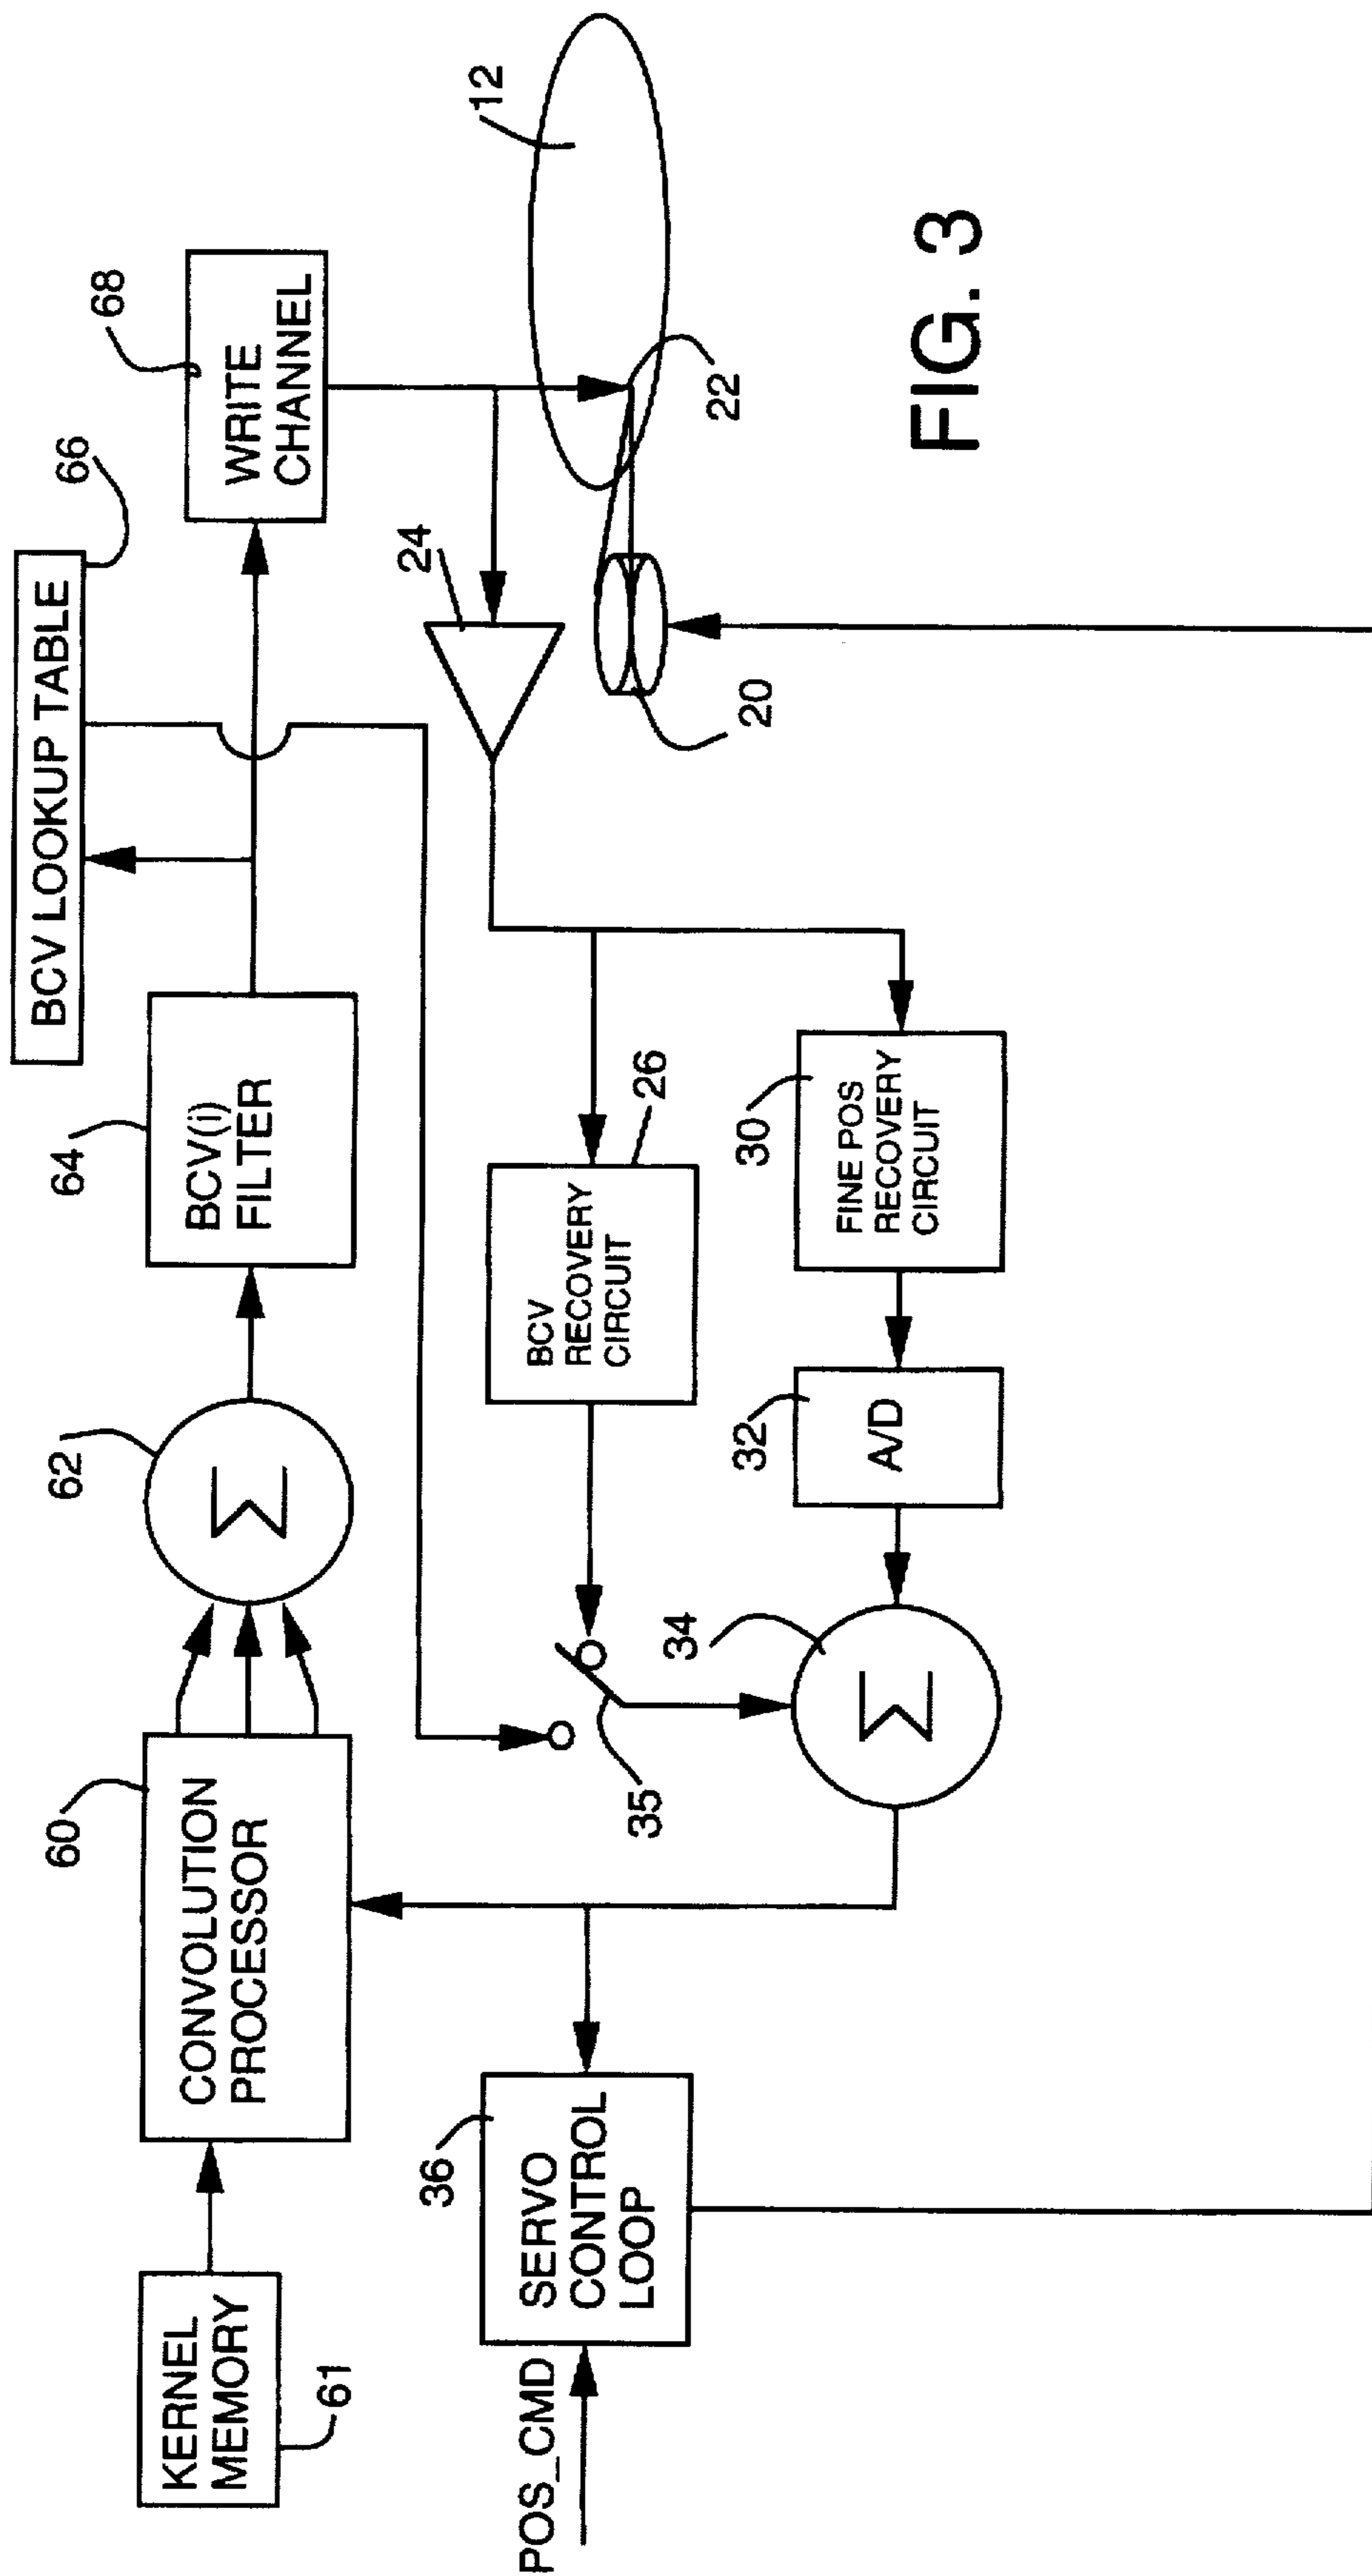 KERNEL
MEMORY
61
CONVOLUTION
PROCESSOR
60
Σ
62
BCV(i)
FILTER
64
BCV LOOKUP TABLE
66
WRITE
CHANNEL
68
12
22
20
24
BCV
RECOVERY
CIRCUIT
26
FINE POS
RECOVERY
CIRCUIT
30
A/D
32
Σ
34
35
SERVO
CONTROL
LOOP
36
POS_CMD
FIG. 3